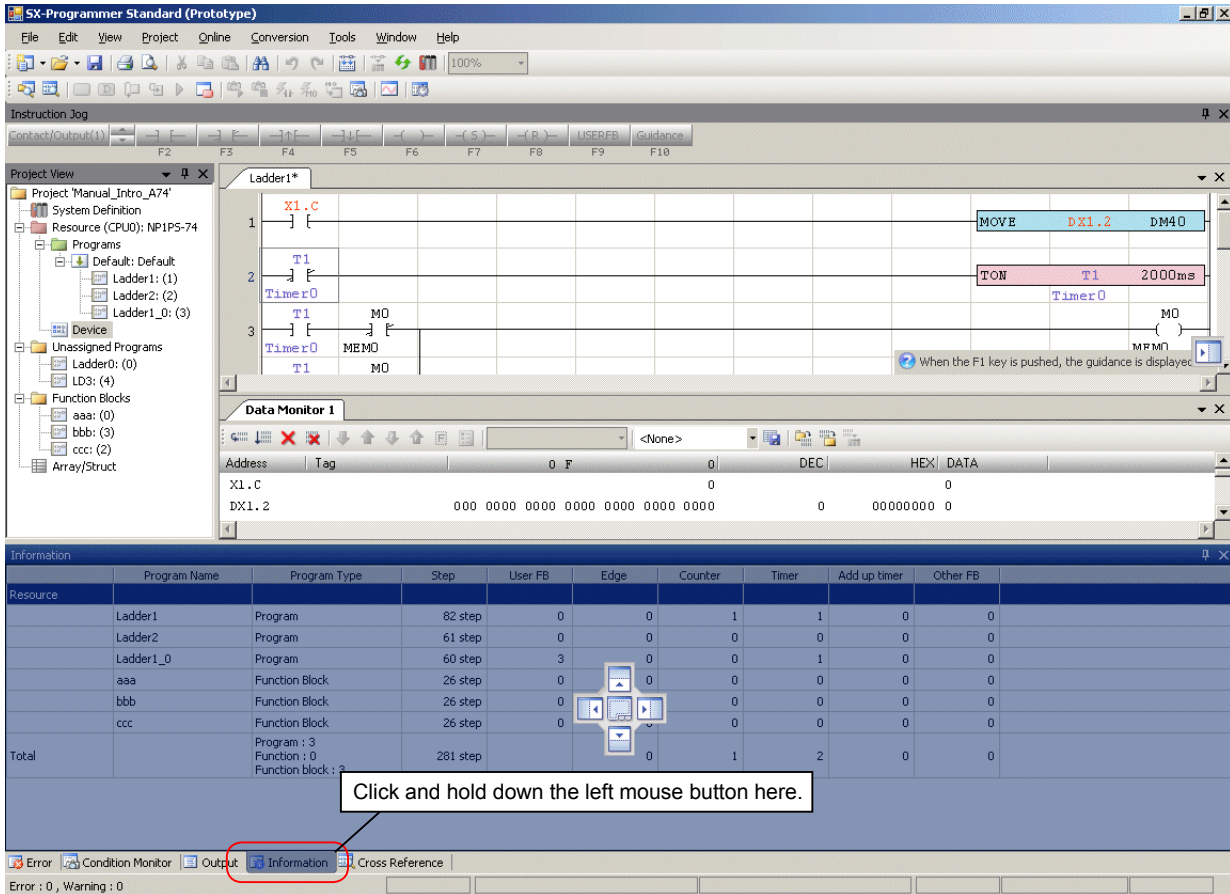 SX-Programmer Standard (Prototype)
File Edit View Project Online Conversion Tools Window Help
100%
Instruction Jog
Contact/Output(1) ( S ) ( R ) USERFB Guidance
F2 F3 F4 F5 F6 F7 F8 F9 F10
Project View
Project 'Manual_Intro_A74'
System Definition
Resource (CPU0): NP1PS-74
Programs
Default: Default
Ladder1: (1)
Ladder2: (2)
Ladder1_0: (3)
Device
Unassigned Programs
Ladder0: (0)
LD3: (4)
Function Blocks
aaa: (0)
bbb: (3)
ccc: (2)
Array/Struct
Ladder1*
X1.C
1 MOVE DX1.2 DM40
T1
2 TON T1 2000ms
Timer0 Timer0
T1 M0 M0
3
Timer0 MEM0 MEM0
T1 M0
When the F1 key is pushed, the guidance is displayed
Data Monitor 1
<None>
Address Tag 0 F 0 DEC HEX DATA
X1.C 0 0
DX1.2 000 0000 0000 0000 0000 0000 0000 0 00000000 0
Information
Program Name Program Type Step User FB Edge Counter Timer Add up timer Other FB
Resource
Ladder1 Program 82 step 0 0 1 1 0 0
Ladder2 Program 61 step 0 0 0 0 0 0
Ladder1_0 Program 60 step 3 0 0 1 0 0
aaa Function Block 26 step 0 0 0 0 0 0
bbb Function Block 26 step 0 0 0 0 0
ccc Function Block 26 step 0 0 0 0 0 0
Program : 3
Total Function : 0 281 step 0 1 2 0 0
Function block : 3
Click and hold down the left mouse button here.
Error Condition Monitor Output Information Cross Reference
Error : 0 , Warning : 0